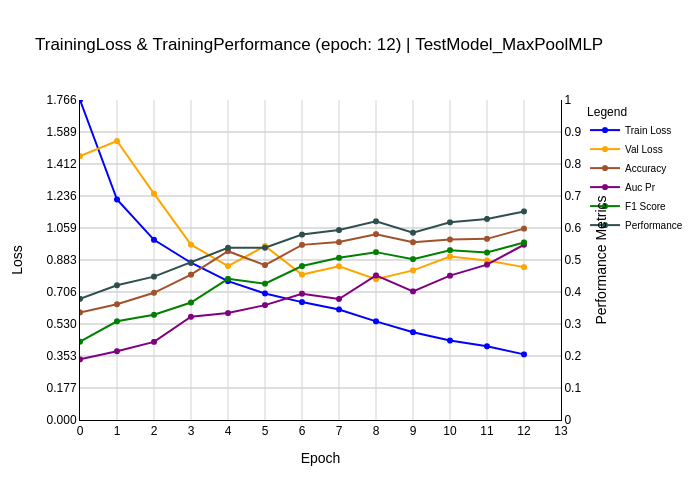 TrainingLoss & TrainingPerformance (epoch: 12) | TestModel_MaxPoolMLP
1.766
1.589
1.412
1.236
1.059
0.883
0.706
0.530
0.353
0.177
0.000
Loss
0 1 2 3 4 5 6 7 8 9 10 11 12 13
Epoch
1
0.9
0.8
0.7
0.6
0.5
0.4
0.3
0.2
0.1
0
Performance Metrics
Legend
Train Loss
Val Loss
Accuracy
Auc Pr
F1 Score
Performance